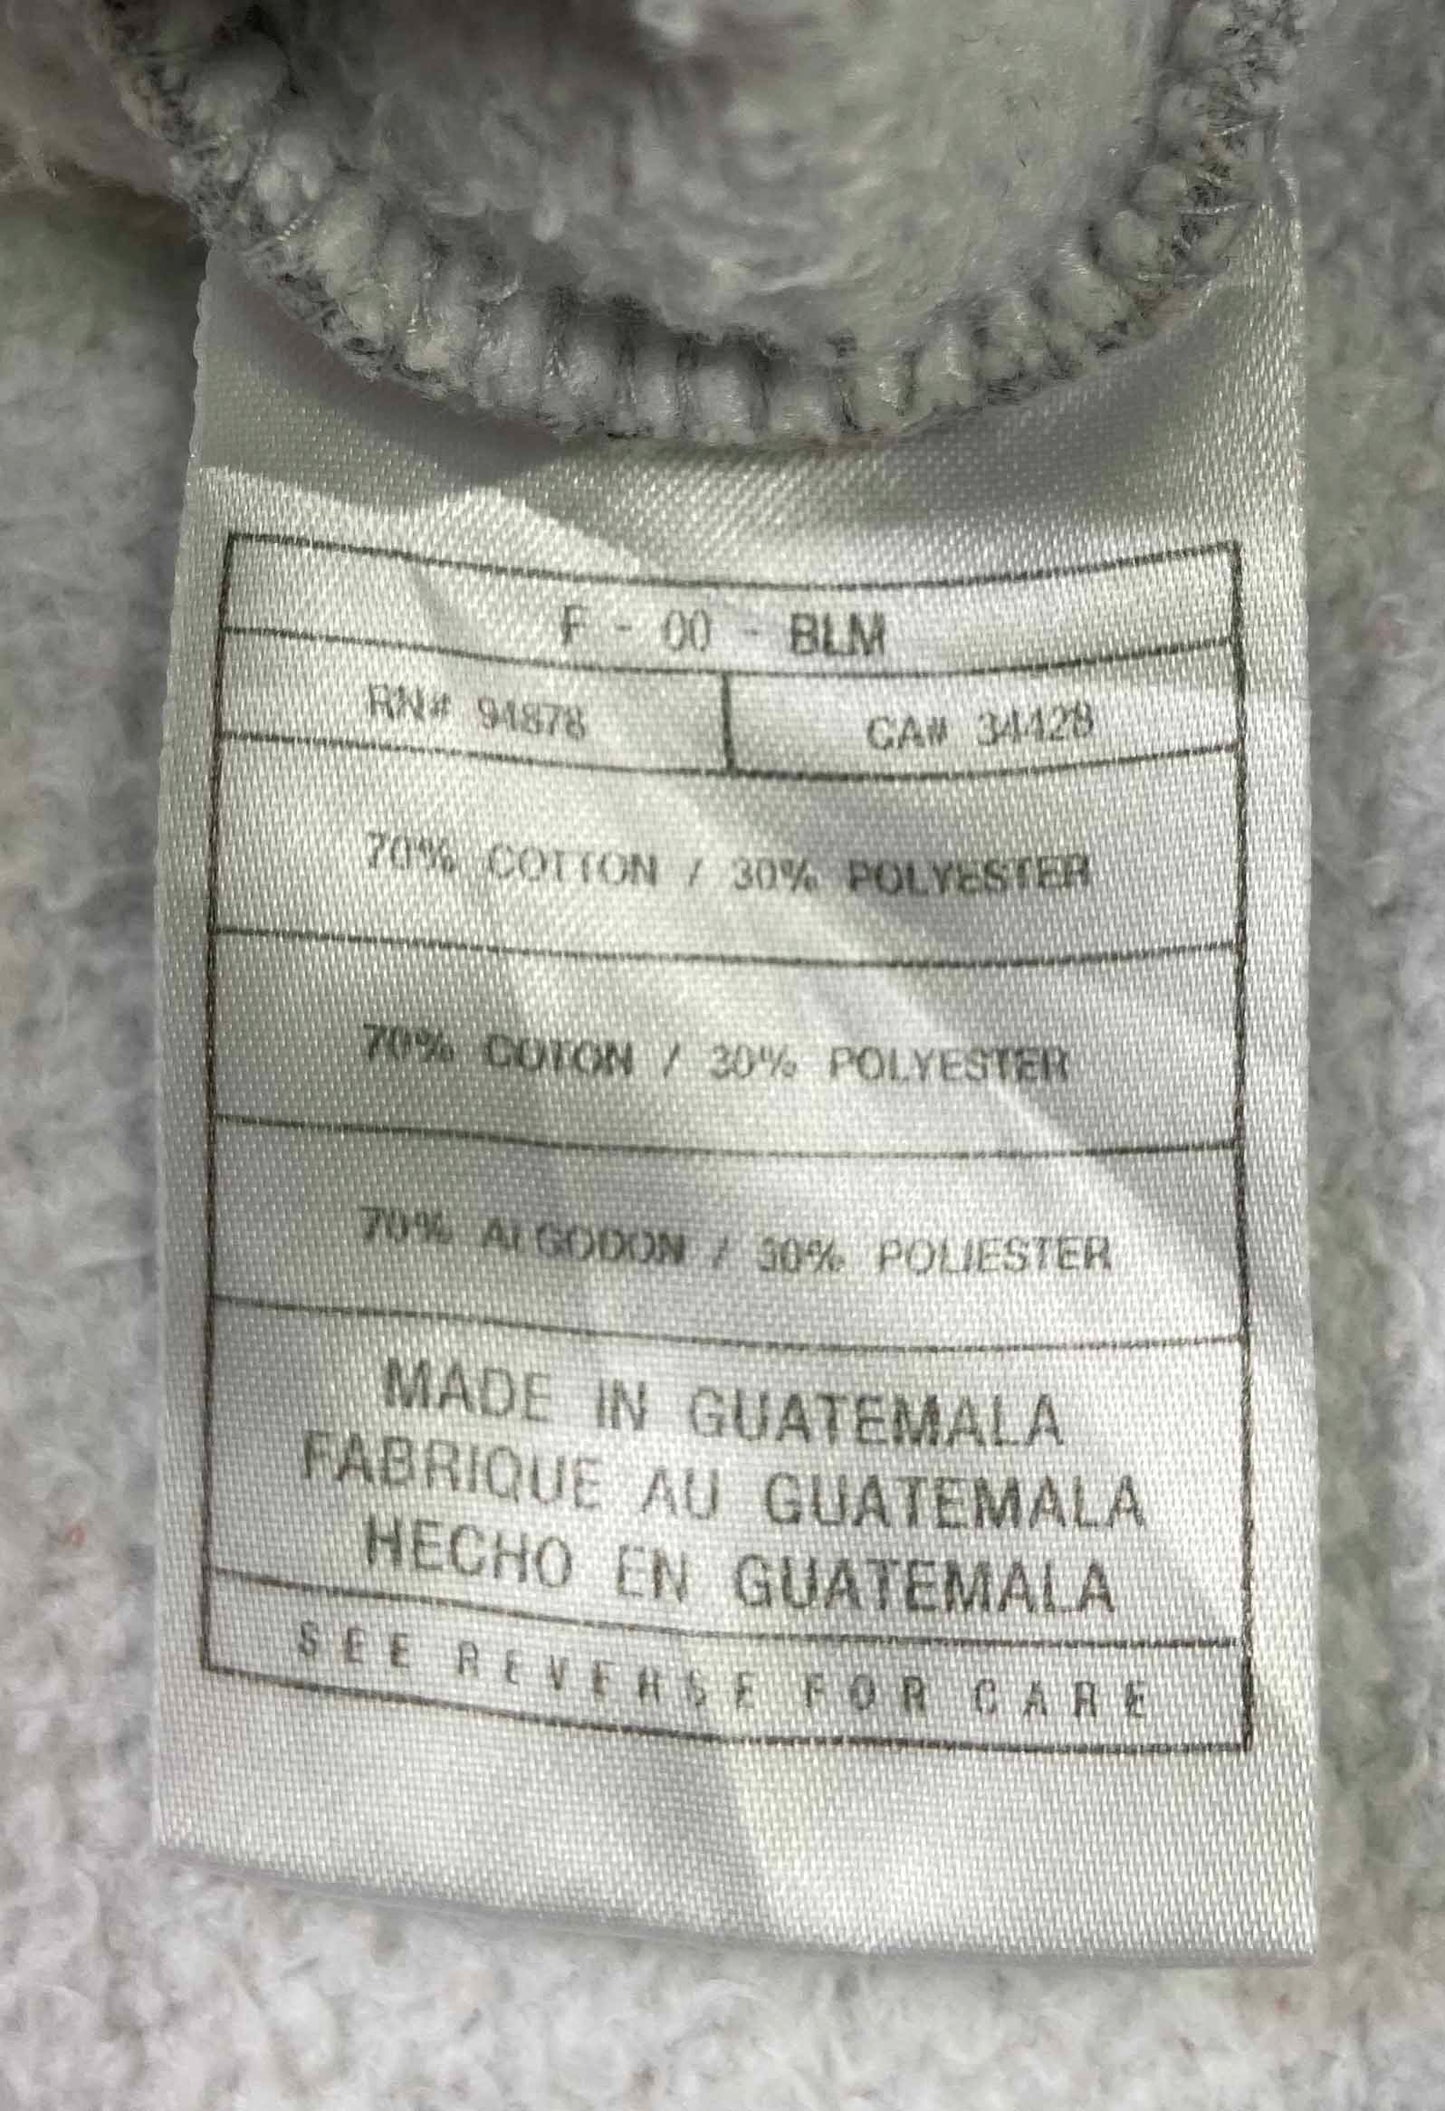 F - 00 - BLM
RN# 94878 CA# 34428
70% COTTON / 30% POLYESTER
70% COTON / 30% POLYESTER
70% ALGODON / 30% POLIESTER
MADE IN GUATEMALA
FABRIQUE AU GUATEMALA
HECHO EN GUATEMALA
SEE REVERSE FOR CARE